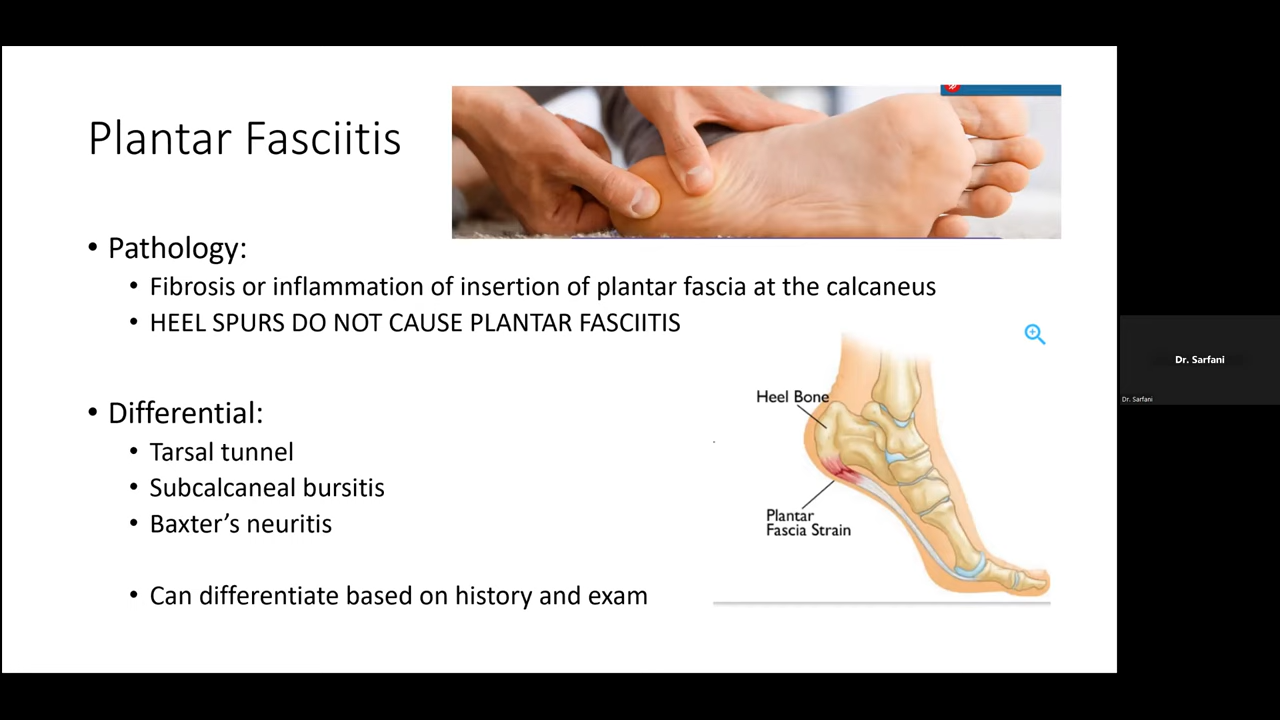 Plantar Fasciitis
• Pathology:
• Fibrosis or inflammation of insertion of plantar fascia at the calcaneus
• HEEL SPURS DO NOT CAUSE PLANTAR FASCIITIS
• Differential:
• Tarsal tunnel
• Subcalcaneal bursitis
• Baxter’s neuritis
• Can differentiate based on history and exam
Heel Bone
Plantar
Fascia Strain
Dr. Sarfani
Dr. Sarfani